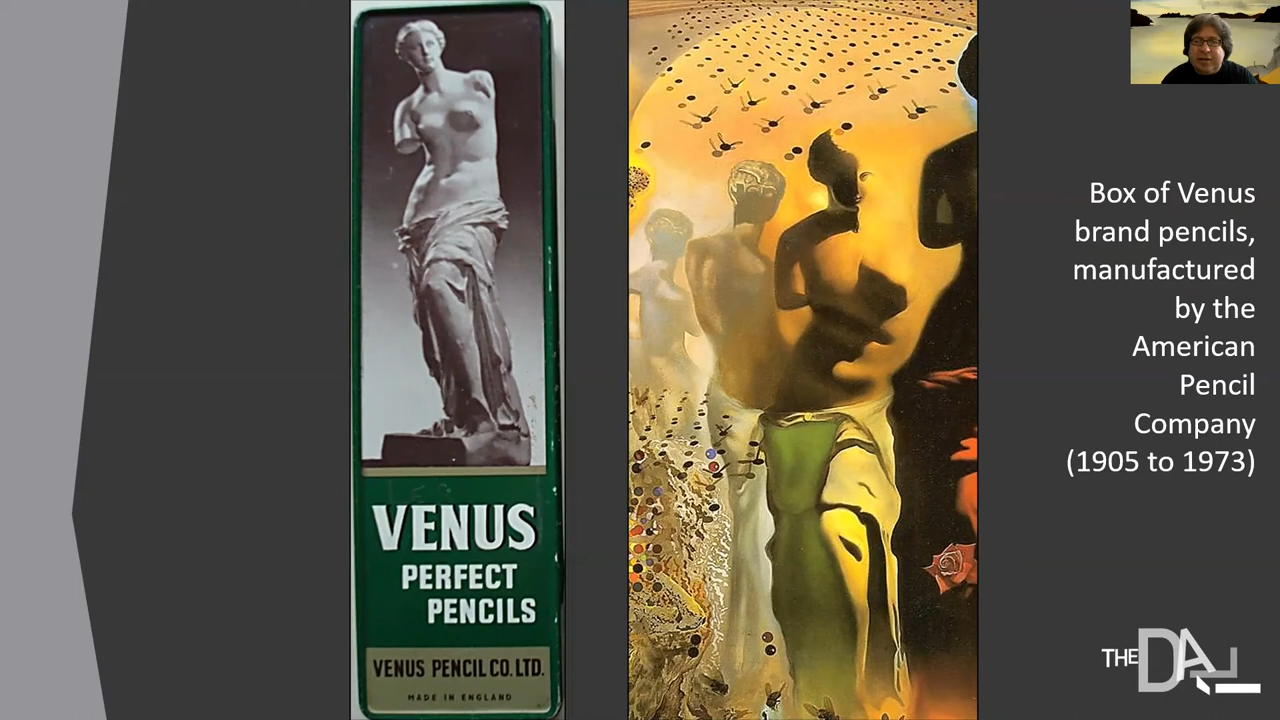 VENUS
PERFECT
PENCILS
VENUS PENCIL CO. LTD.
MADE IN ENGLAND
Box of Venus
brand pencils,
manufactured
by the
American
Pencil
Company
(1905 to 1973)
THE DALÍ